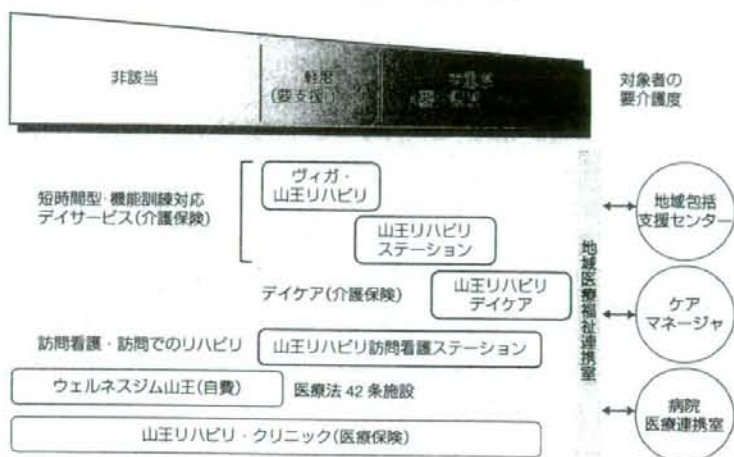 非該当
軽度
(要支援
対象者の
要介護度
短時間型・機能訓練対応
デイサービス(介護保険)
ヴィガ・
山王リハビリ
山王リハビリ
ステーション
デイケア(介護保険)
山王リハビリ
デイケア
訪問看護・訪問でのリハビリ
山王リハビリ訪問看護ステーション
ウェルネスジム山王(自費)
医療法 42 条施設
山王リハビリ・クリニック(医療保険)
地域医療福祉連携室
地域包括
支援センター
ケア
マネージャ
病院
医療連携室